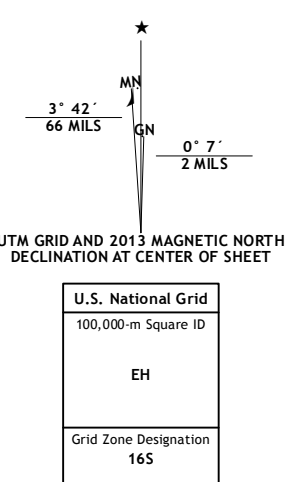 ★
MN
3° 42´
66 MILS
GN
0° 7´
2 MILS
UTM GRID AND 2013 MAGNETIC NORTH
DECLINATION AT CENTER OF SHEET
U.S. National Grid
100,000-m Square ID
EH
Grid Zone Designation
16S